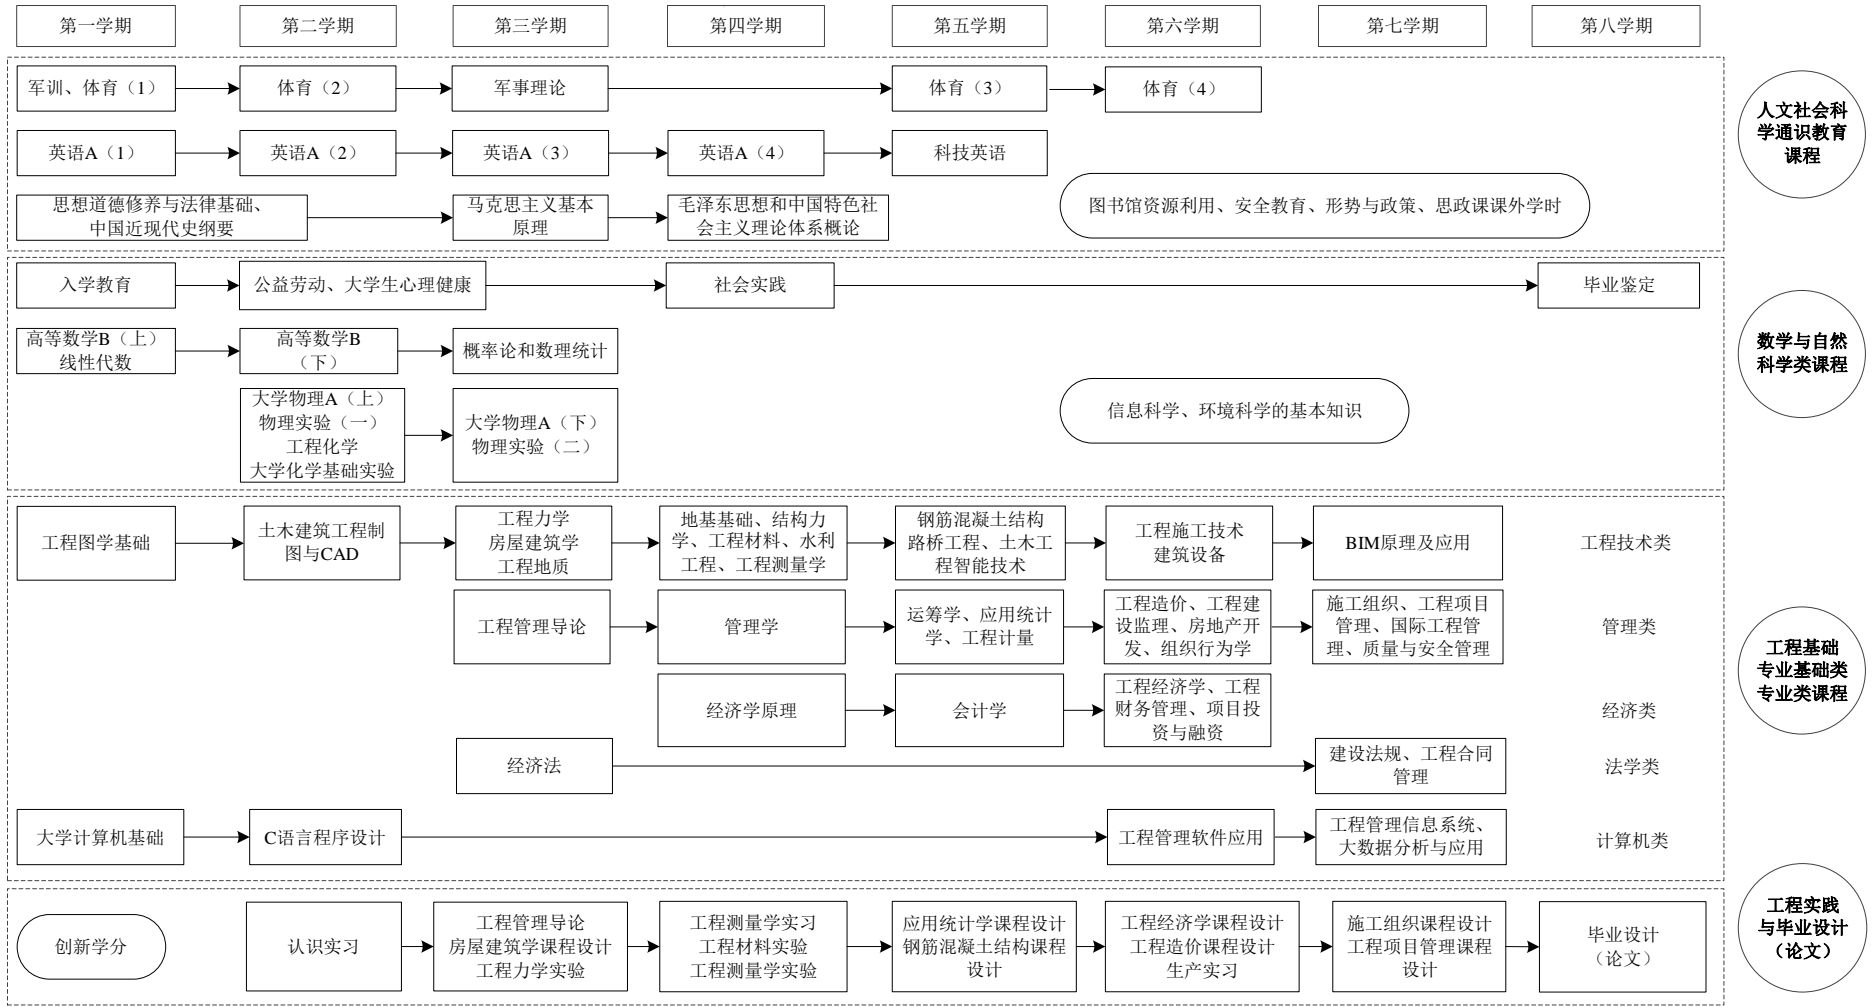 第一学期
第二学期
第三学期
第四学期
第五学期
第六学期
第七学期
第八学期
军训、体育（1）
体育（2）
军事理论
体育（3）
体育（4）
英语A（1）
英语A（2）
英语A（3）
英语A（4）
科技英语
思想道德修养与法律基础、
中国近现代史纲要
马克思主义基本
原理
毛泽东思想和中国特色社
会主义理论体系概论
图书馆资源利用、安全教育、形势与政策、思政课课外学时
人文社会科
学通识教育
课程
入学教育
公益劳动、大学生心理健康
社会实践
毕业鉴定
高等数学B（上）
线性代数
高等数学B
（下）
概率论和数理统计
大学物理A（上）
物理实验（一）
工程化学
大学化学基础实验
大学物理A（下）
物理实验（二）
信息科学、环境科学的基本知识
数学与自然
科学类课程
工程图学基础
土木建筑工程制
图与CAD
工程力学
房屋建筑学
工程地质
地基基础、结构力
学、工程材料、水利
工程、工程测量学
钢筋混凝土结构
路桥工程、土木工
程智能技术
工程施工技术
建筑设备
BIM原理及应用
工程技术类
工程管理导论
管理学
运筹学、应用统计
学、工程计量
工程造价、工程建
设监理、房地产开
发、组织行为学
施工组织、工程项目
管理、国际工程管
理、质量与安全管理
管理类
经济学原理
会计学
工程经济学、工程
财务管理、项目投
资与融资
经济类
经济法
建设法规、工程合同
管理
法学类
大学计算机基础
C语言程序设计
工程管理软件应用
工程管理信息系统、
大数据分析与应用
计算机类
工程基础
专业基础类
专业类课程
创新学分
认识实习
工程管理导论
房屋建筑学课程设计
工程力学实验
工程测量学实习
工程材料实验
工程测量学实验
应用统计学课程设计
钢筋混凝土结构课程
设计
工程经济学课程设计
工程造价课程设计
生产实习
施工组织课程设计
工程项目管理课程
设计
毕业设计
（论文）
工程实践
与毕业设计
（论文）